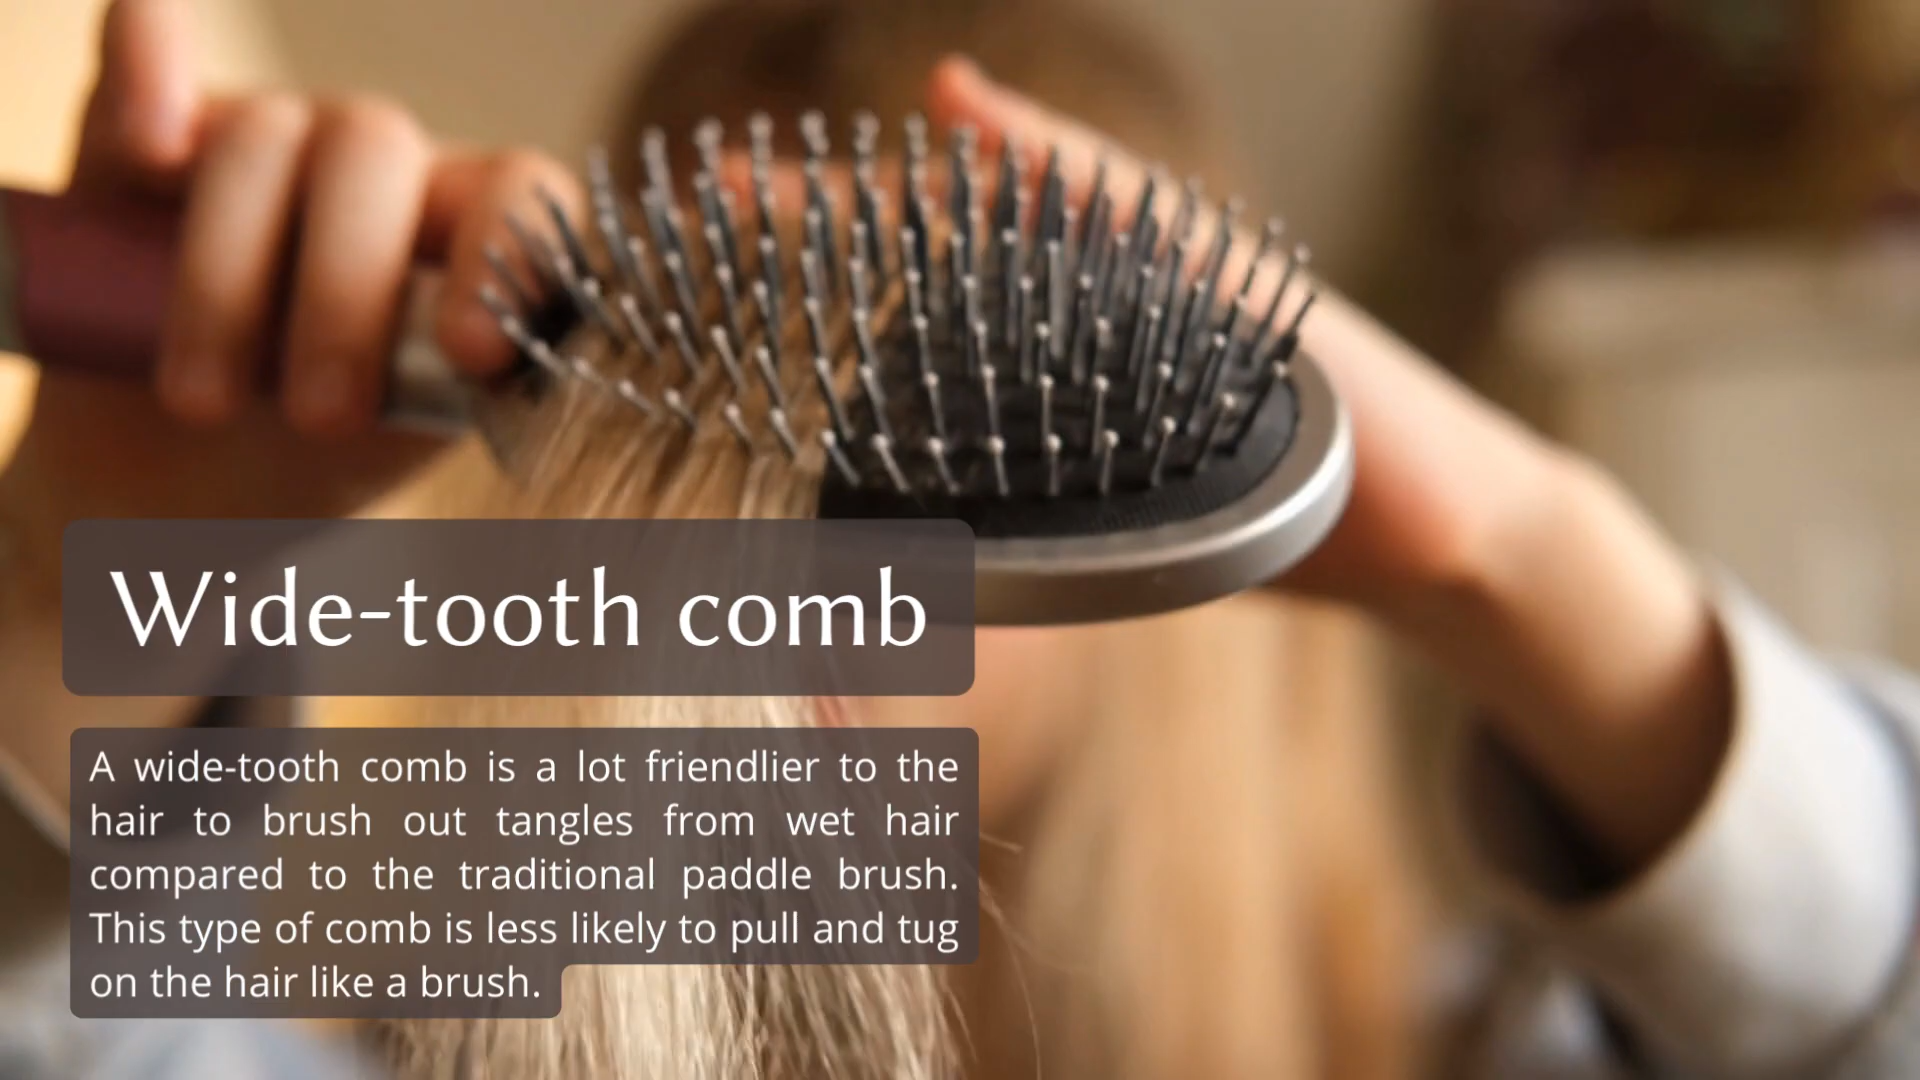 Wide-tooth comb
A wide-tooth comb is a lot friendlier to the
hair to brush out tangles from wet hair
compared to the traditional paddle brush.
This type of comb is less likely to pull and tug
on the hair like a brush.